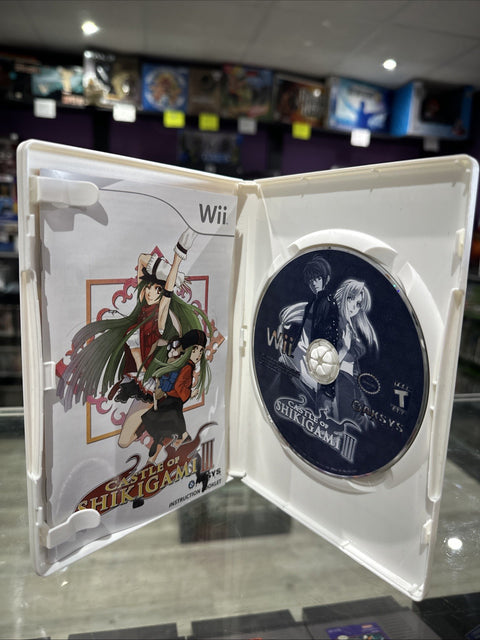 Wii
CASTLE OF
SHIKIGAMI III
AKSYS
INSTRUCTION BOOKLET
Wii
T
AKSYS
CASTLE OF
SHIKIGAMI III